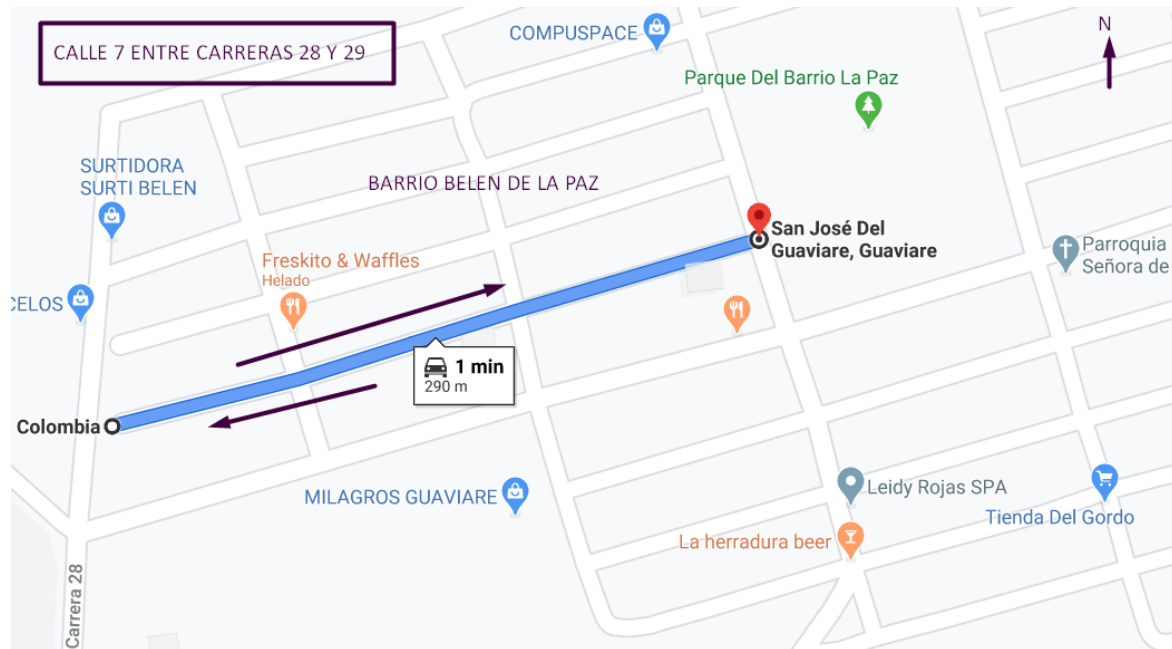 CALLE 7 ENTRE CARRERAS 28 Y 29
COMPUSPACE
N
Parque Del Barrio La Paz
SURTIDORA
SURTI BELEN
BARRIO BELEN DE LA PAZ
San José Del
Guaviare, Guaviare
Parroquia
Señora de
Freskito & Waffles
Helado
CELOS
1 min
290 m
Colombia
MILAGROS GUAVIARE
Leidy Rojas SPA
Tienda Del Gordo
La herradura beer
Carrera 28